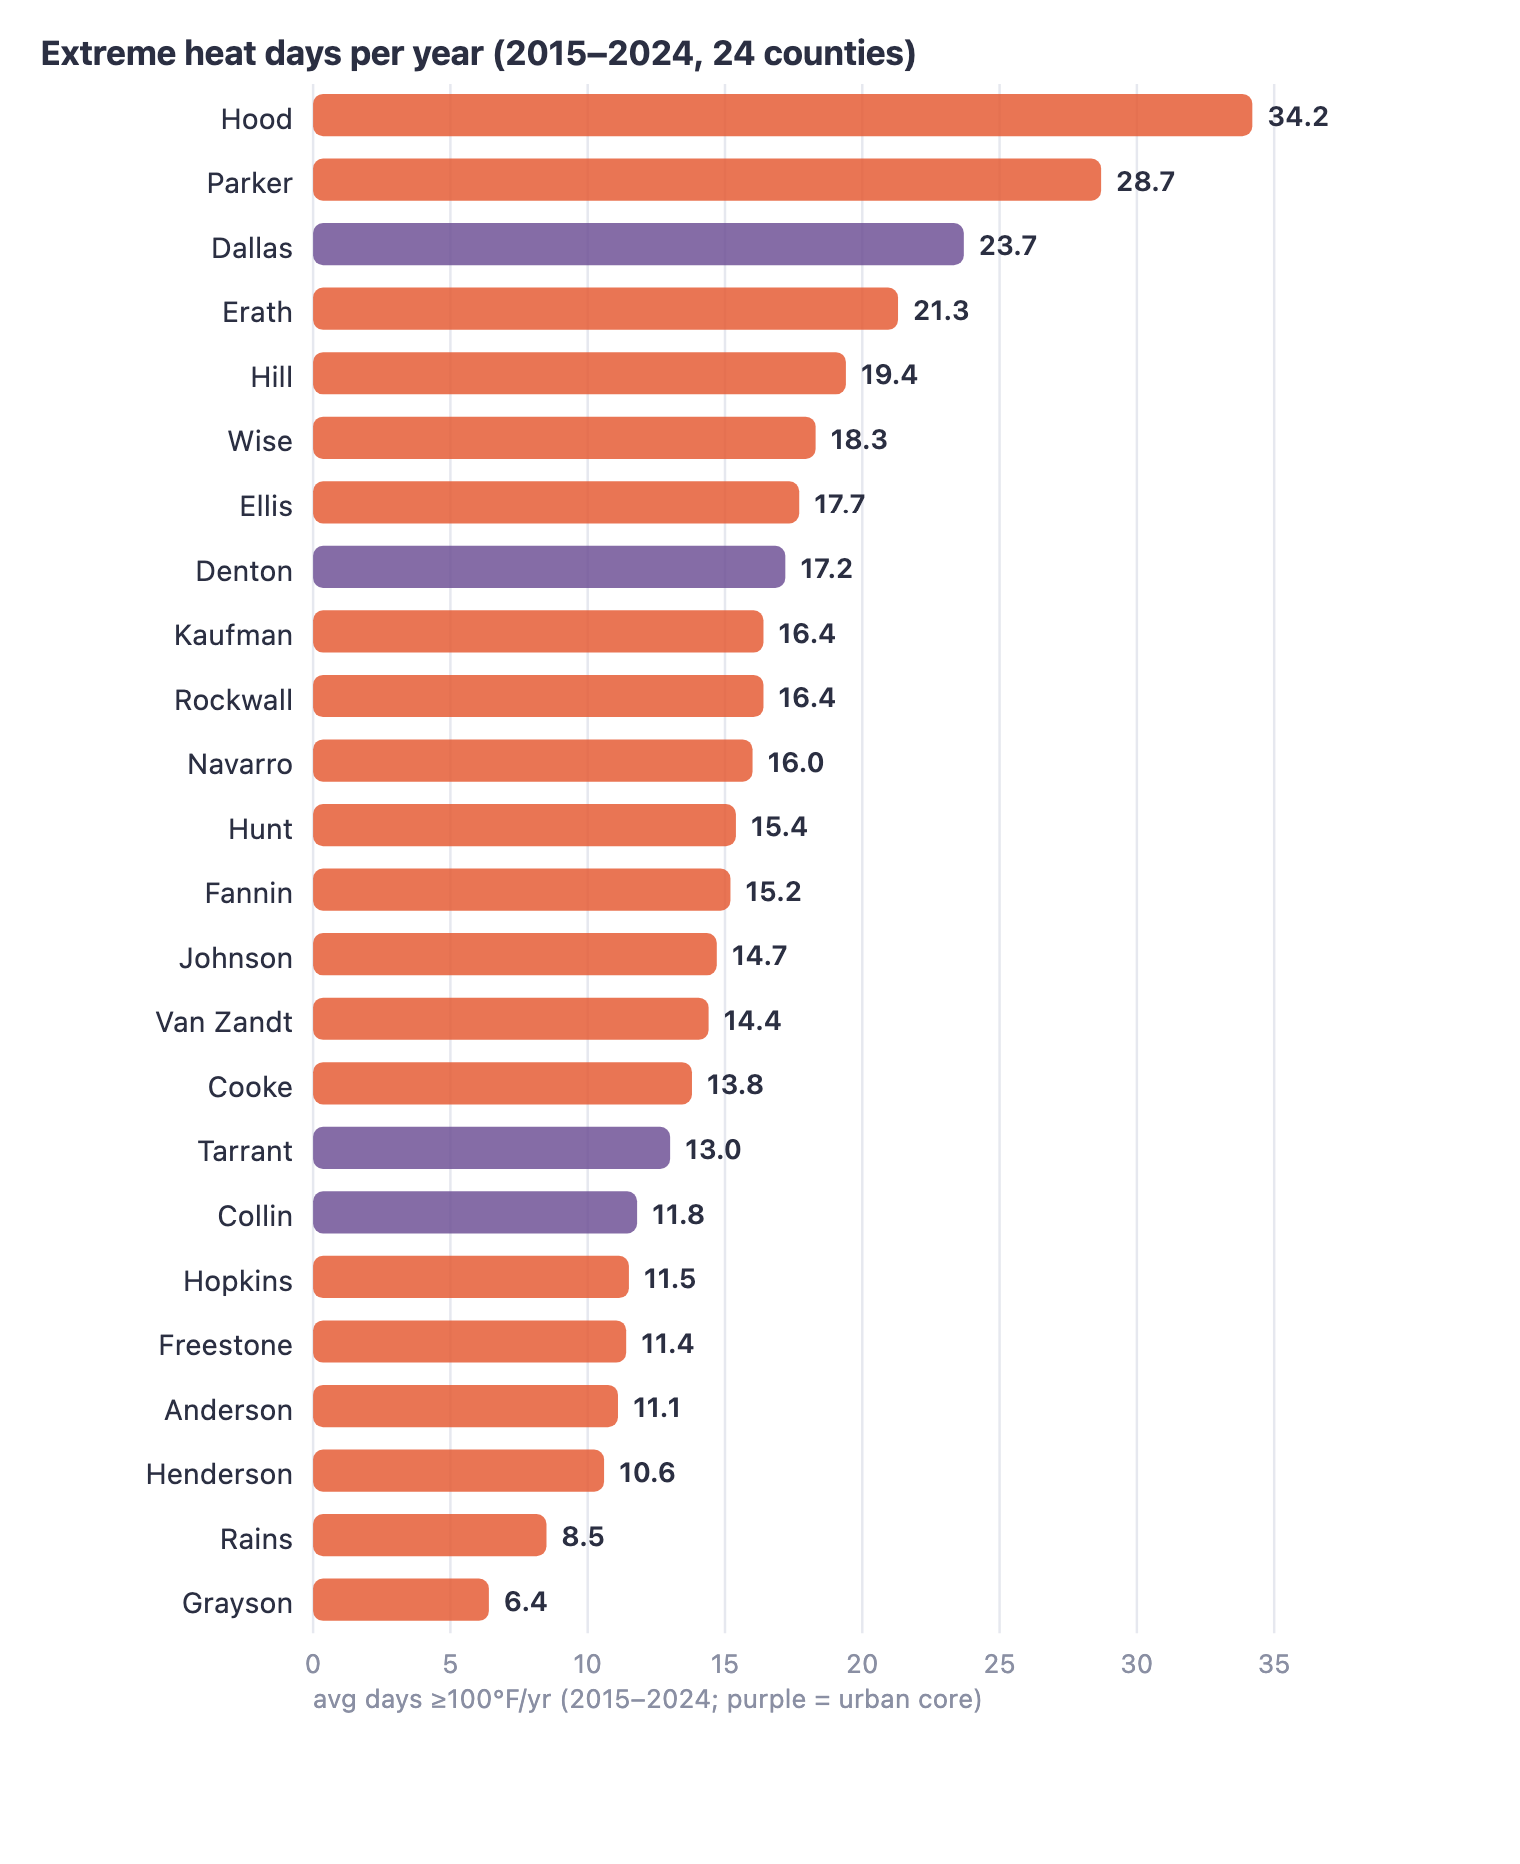 Extreme heat days per year (2015–2024, 24 counties)
Hood 34.2
Parker 28.7
Dallas 23.7
Erath 21.3
Hill 19.4
Wise 18.3
Ellis 17.7
Denton 17.2
Kaufman 16.4
Rockwall 16.4
Navarro 16.0
Hunt 15.4
Fannin 15.2
Johnson 14.7
Van Zandt 14.4
Cooke 13.8
Tarrant 13.0
Collin 11.8
Hopkins 11.5
Freestone 11.4
Anderson 11.1
Henderson 10.6
Rains 8.5
Grayson 6.4
0 5 10 15 20 25 30 35
avg days ≥100°F/yr (2015–2024; purple = urban core)